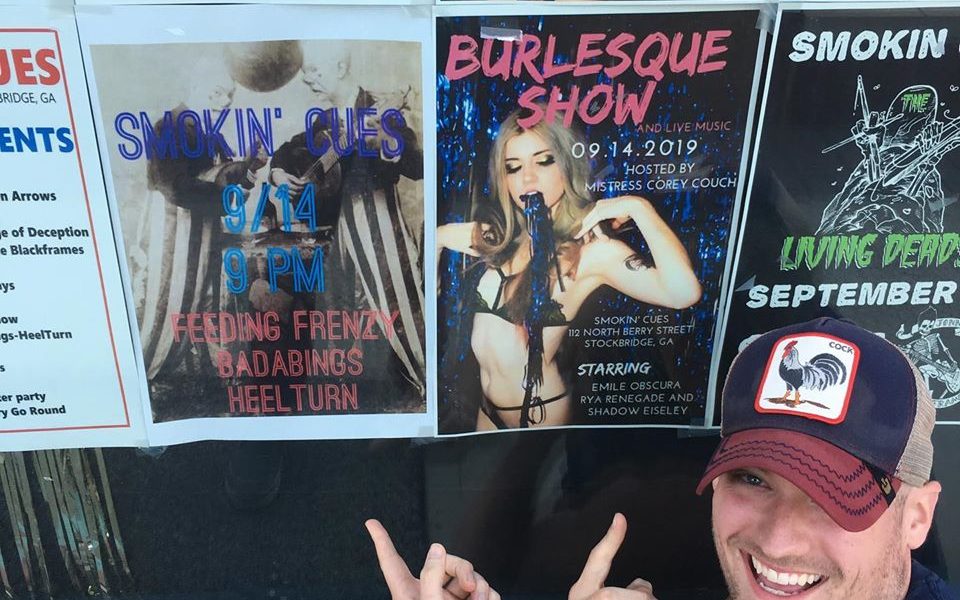 UES
BRIDGE, GA
ENTS
n Arrows
ge of Deception
e Blackframes
ays
ow
ngs-HeelTurn
s
ter party
ry Go Round
SMOKIN' CUES
9/14
9 PM
FEEDING FRENZY
BADABINGS
HEELTURN
BURLESQUE
SHOW
AND LIVE MUSIC
09.14.2019
HOSTED BY
MISTRESS COREY COUCH
SMOKIN' CUES
112 NORTH BERRY STREET
STOCKBRIDGE, GA
STARRING
EMILE OBSCURA
RYA RENEGADE AND
SHADOW EISELEY
SMOKIN
THE
LIVING DEADS
SEPTEMBER
COCK